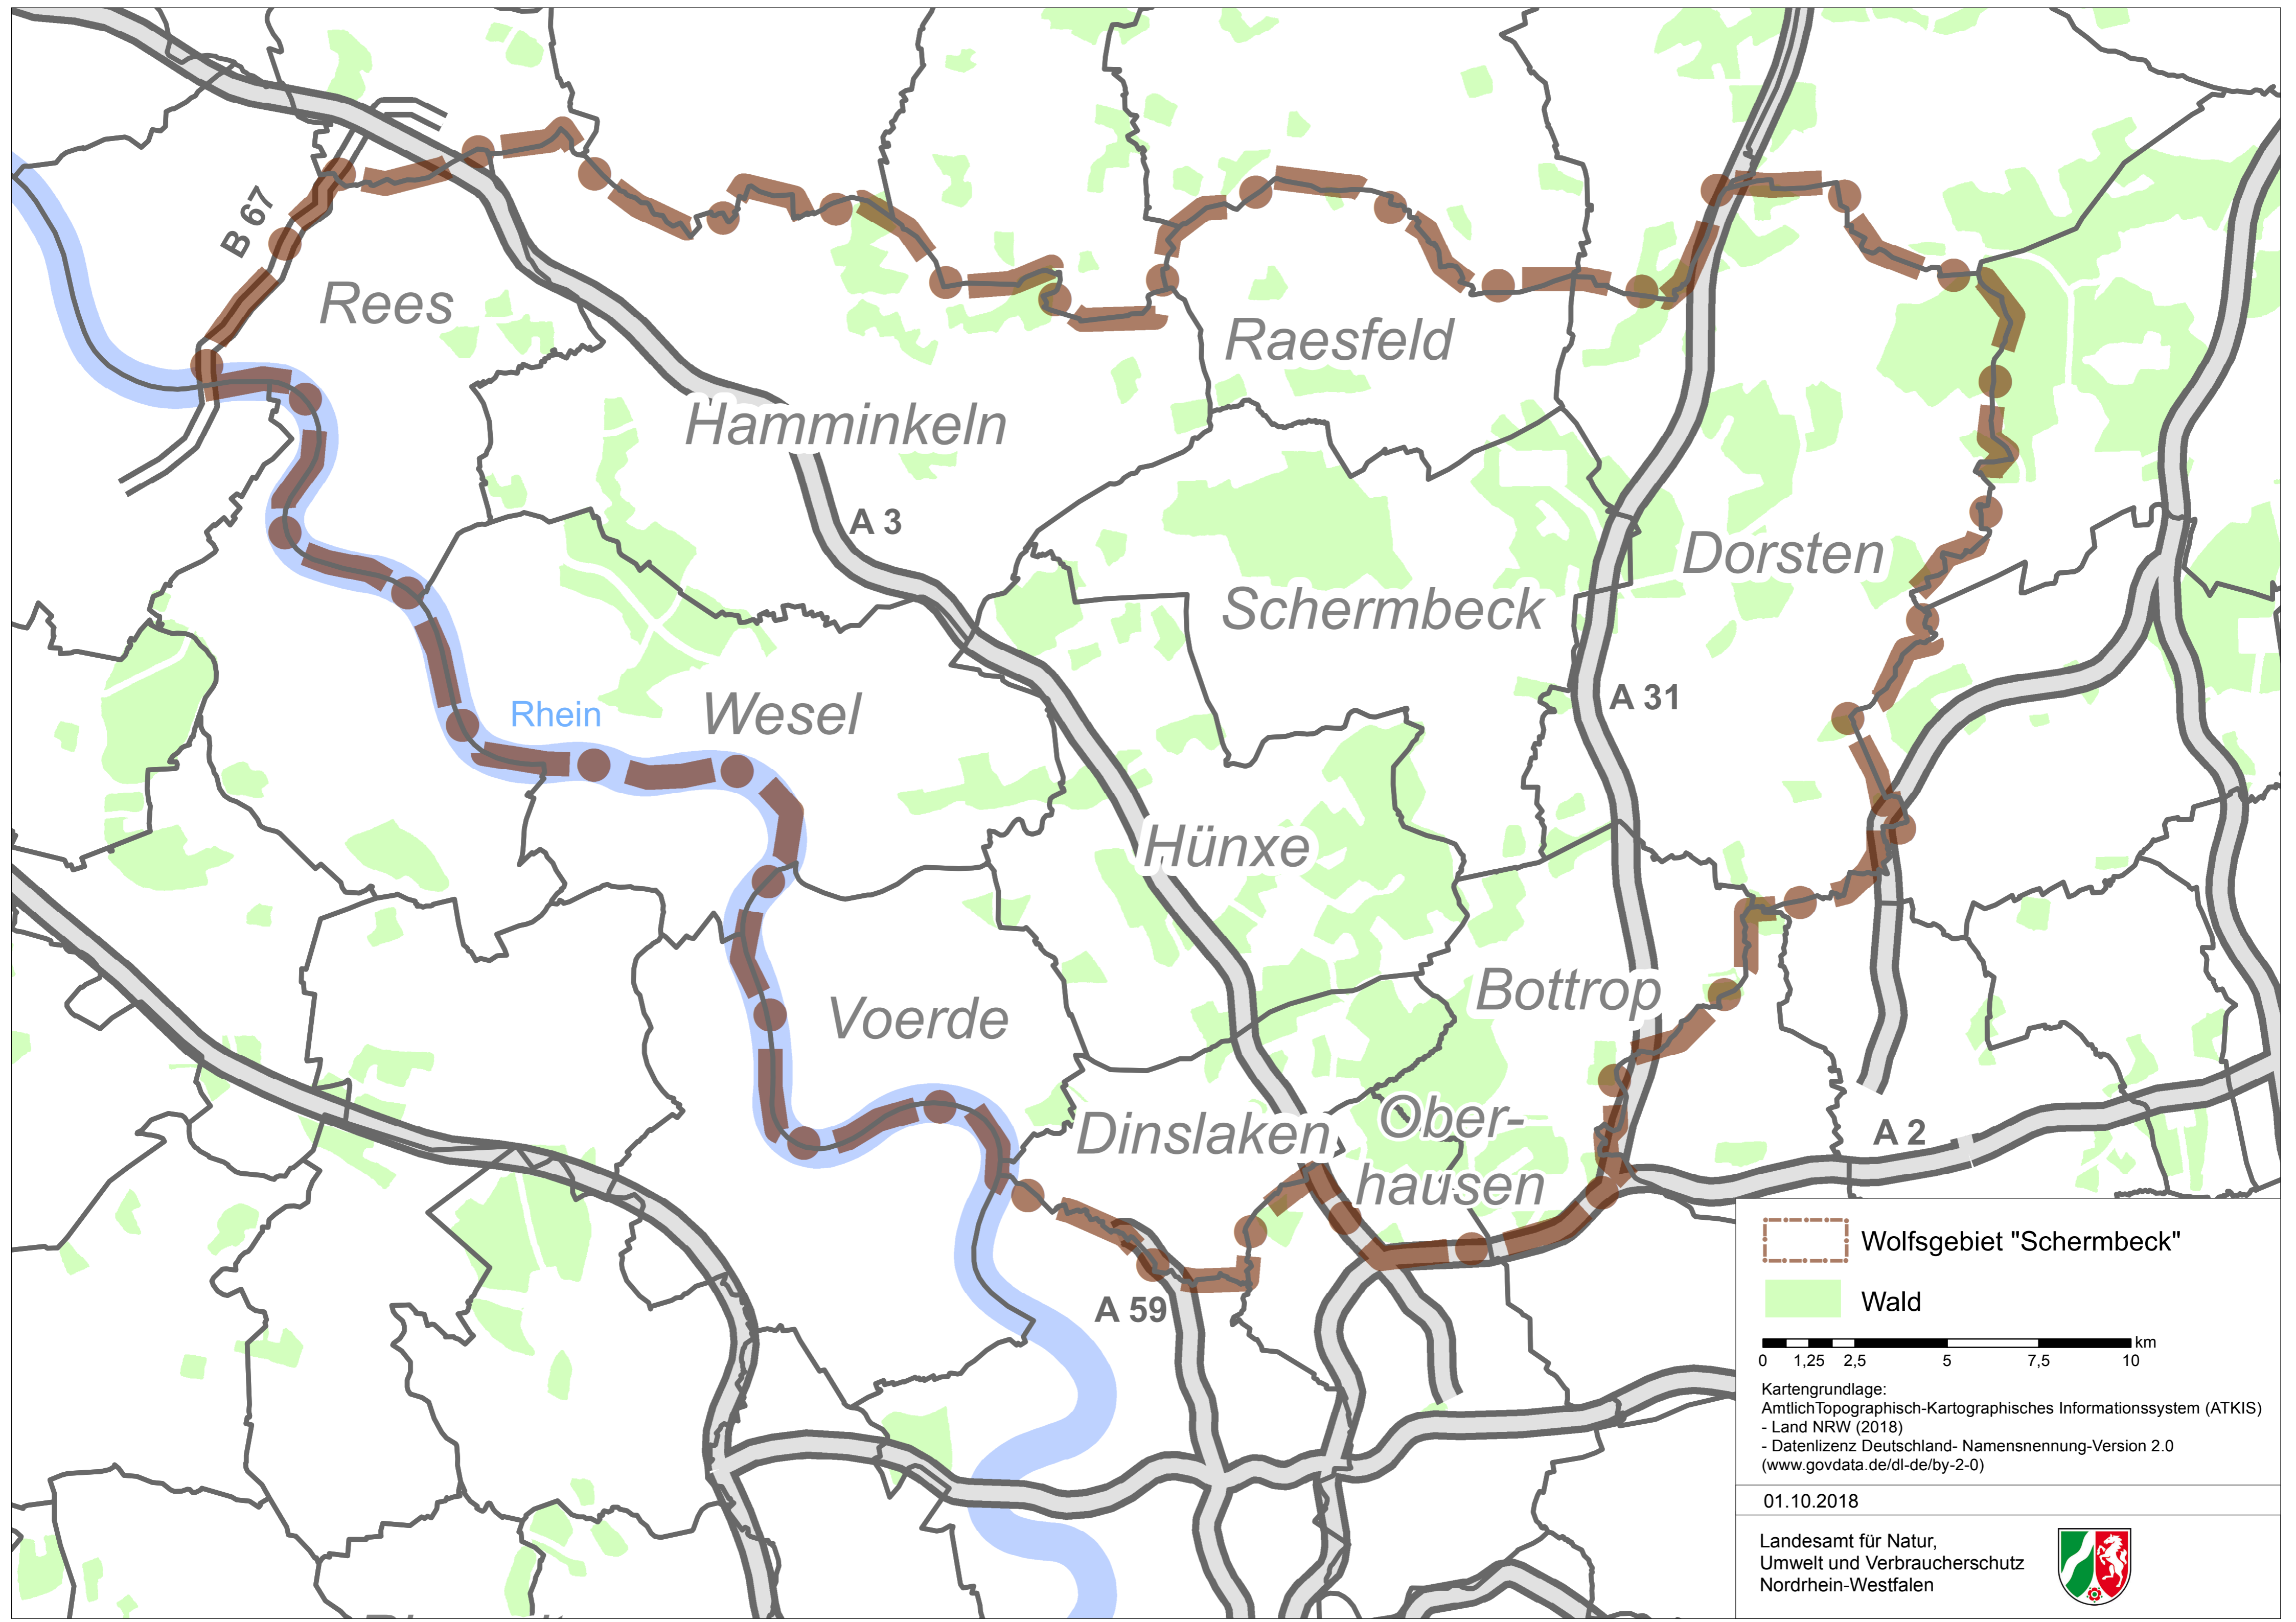 B 67
Rees
Raesfeld
Hamminkeln
A 3
Dorsten
Schermbeck
A 31
Rhein
Wesel
Hünxe
Bottrop
Voerde
Dinslaken
Ober-
hausen
A 2
A 59
Wolfsgebiet "Schermbeck"
Wald
km
0 1,25 2,5 5 7,5 10
Kartengrundlage:
AmtlichTopographisch-Kartographisches Informationssystem (ATKIS)
- Land NRW (2018)
- Datenlizenz Deutschland- Namensnennung-Version 2.0
(www.govdata.de/dl-de/by-2-0)
01.10.2018
Landesamt für Natur,
Umwelt und Verbraucherschutz
Nordrhein-Westfalen